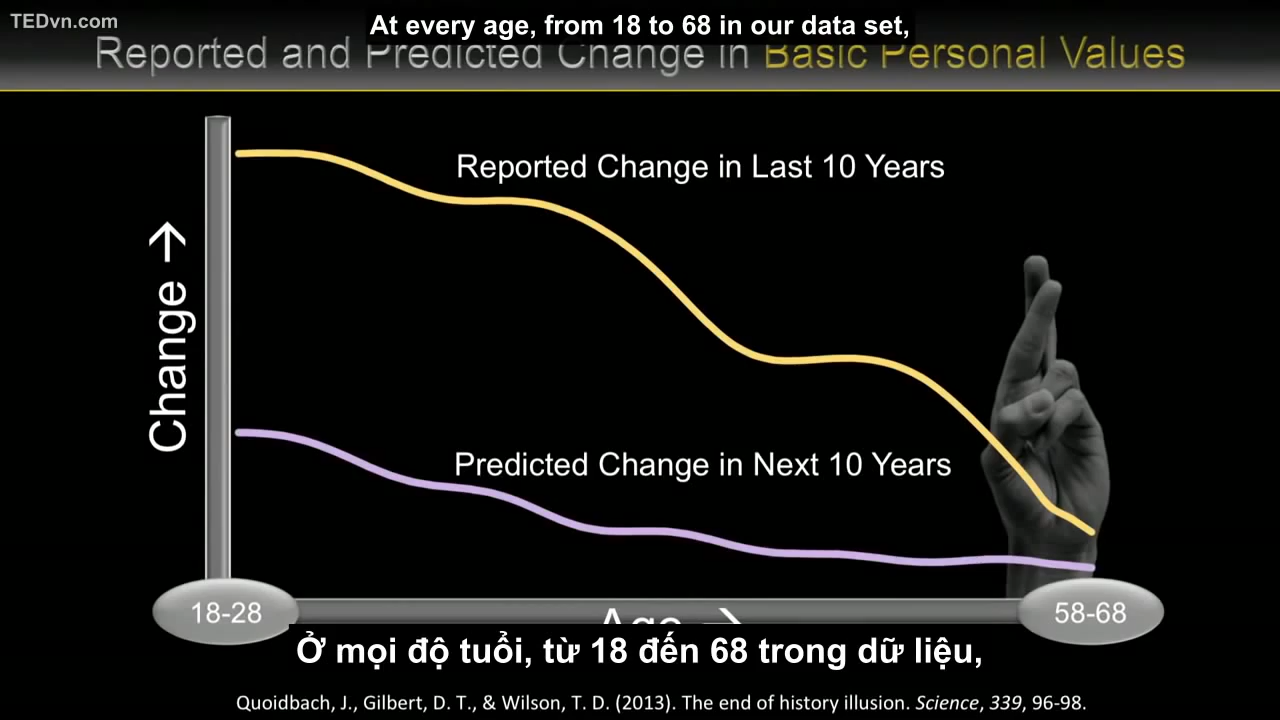 TEDvn.com
At every age, from 18 to 68 in our data set,
Reported and Predicted Change in Basic Personal Values
Reported Change in Last 10 Years
Change →
Predicted Change in Next 10 Years
18-28
58-68
Age →
Ở mọi độ tuổi, từ 18 đến 68 trong dữ liệu,
Quoidbach, J., Gilbert, D. T., & Wilson, T. D. (2013). The end of history illusion. Science, 339, 96-98.